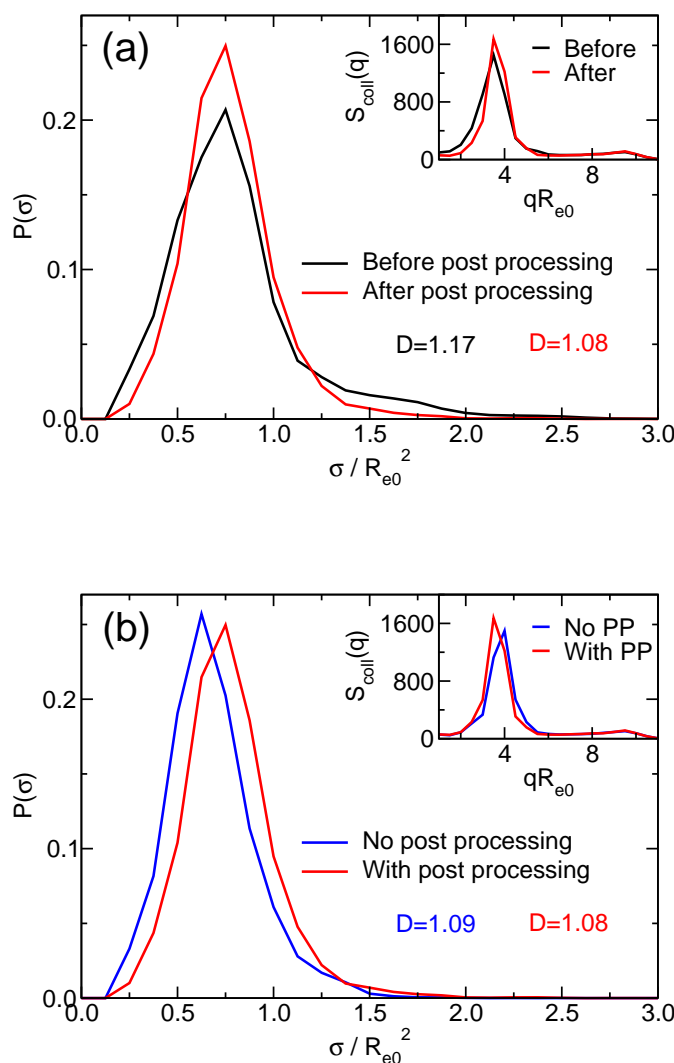 (a)
S_coll(q)
1600
800
0
4 8
qR_e0
Before
After
P(σ)
0.2
0.1
0.0
Before post processing
After post processing
D=1.17 D=1.08
0.0 0.5 1.0 1.5 2.0 2.5 3.0
σ / R_e0^2
(b)
S_coll(q)
1600
800
0
4 8
qR_e0
No PP
With PP
P(σ)
0.2
0.1
0.0
No post processing
With post processing
D=1.09 D=1.08
0.0 0.5 1.0 1.5 2.0 2.5 3.0
σ / R_e0^2